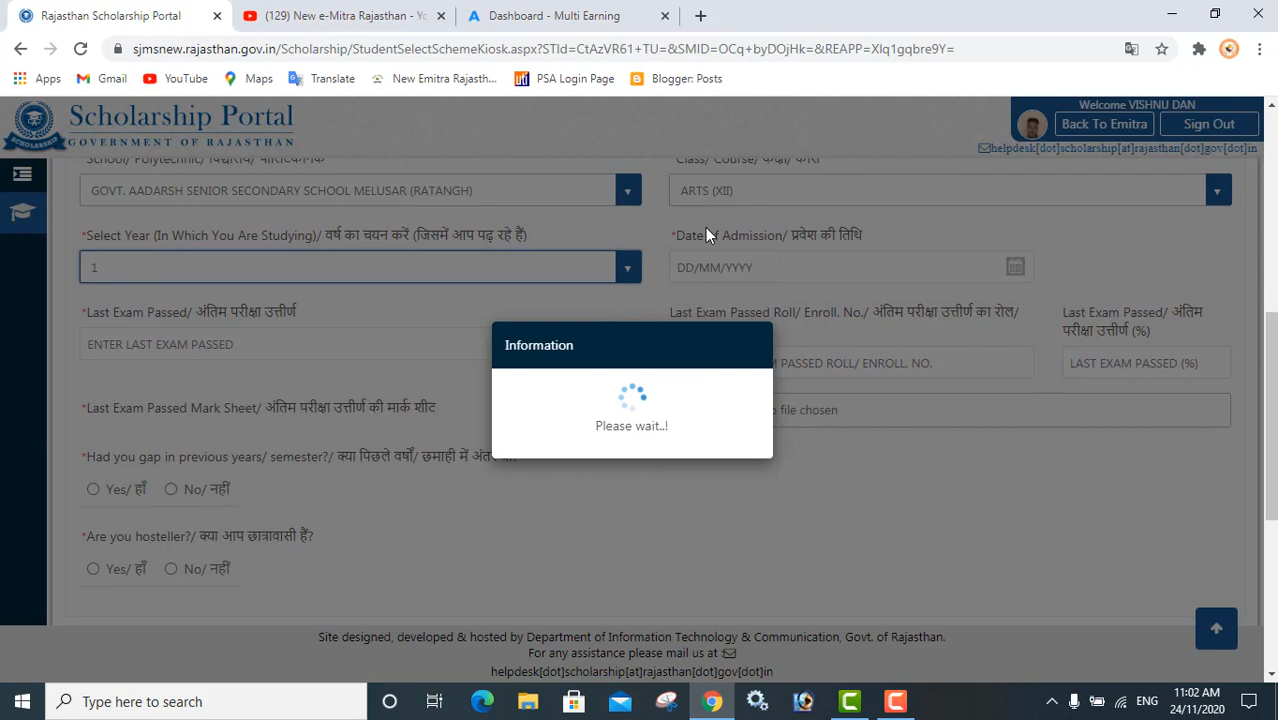 Rajasthan Scholarship Portal
(129) New e-Mitra Rajasthan - Yo
Dashboard - Multi Earning
sjmsnew.rajasthan.gov.in/Scholarship/StudentSelectSchemeKiosk.aspx?STId=CtAzVR61+TU=&SMID=OCq+byDOjHk=&REAPP=Xlq1gqbre9Y=
Apps Gmail YouTube Maps Translate New Emitra Rajasth... PSA Login Page Blogger: Posts
Scholarship Portal
GOVERNMENT OF RAJASTHAN
Welcome VISHNU DAN
Back To Emitra Sign Out
helpdesk[dot]scholarship[at]rajasthan[dot]gov[dot]in
School/ Polytechnic/ विद्यालय/ पॉलिटेक्निक
Class/ Course/ कक्षा/ कोर्स
GOVT. AADARSH SENIOR SECONDARY SCHOOL MELUSAR (RATANGH)
ARTS (XII)
*Select Year (In Which You Are Studying)/ वर्ष का चयन करें (जिसमें आप पढ़ रहे हैं)
*Date of Admission/ प्रवेश की तिथि
1
DD/MM/YYYY
*Last Exam Passed/ अंतिम परीक्षा उत्तीर्ण
Last Exam Passed Roll/ Enroll. No./ अंतिम परीक्षा उत्तीर्ण का रोल/
Last Exam Passed/ अंतिम
परीक्षा उत्तीर्ण (%)
ENTER LAST EXAM PASSED
PASSED ROLL/ ENROLL. NO.
LAST EXAM PASSED (%)
Information
Please wait..!
*Last Exam Passed Mark Sheet/ अंतिम परीक्षा उत्तीर्ण की मार्क शीट
file chosen
*Had you gap in previous years/ semester?/ क्या पिछले वर्षों/ छमाही में
Yes/ हाँ No/ नहीं
*Are you hosteller?/ क्या आप छात्रावासी हैं?
Yes/ हाँ No/ नहीं
Site designed, developed & hosted by Department of Information Technology & Communication, Govt. of Rajasthan.
For any assistance please mail us at :
helpdesk[dot]scholarship[at]rajasthan[dot]gov[dot]in
Type here to search
ENG
11:02 AM
24/11/2020